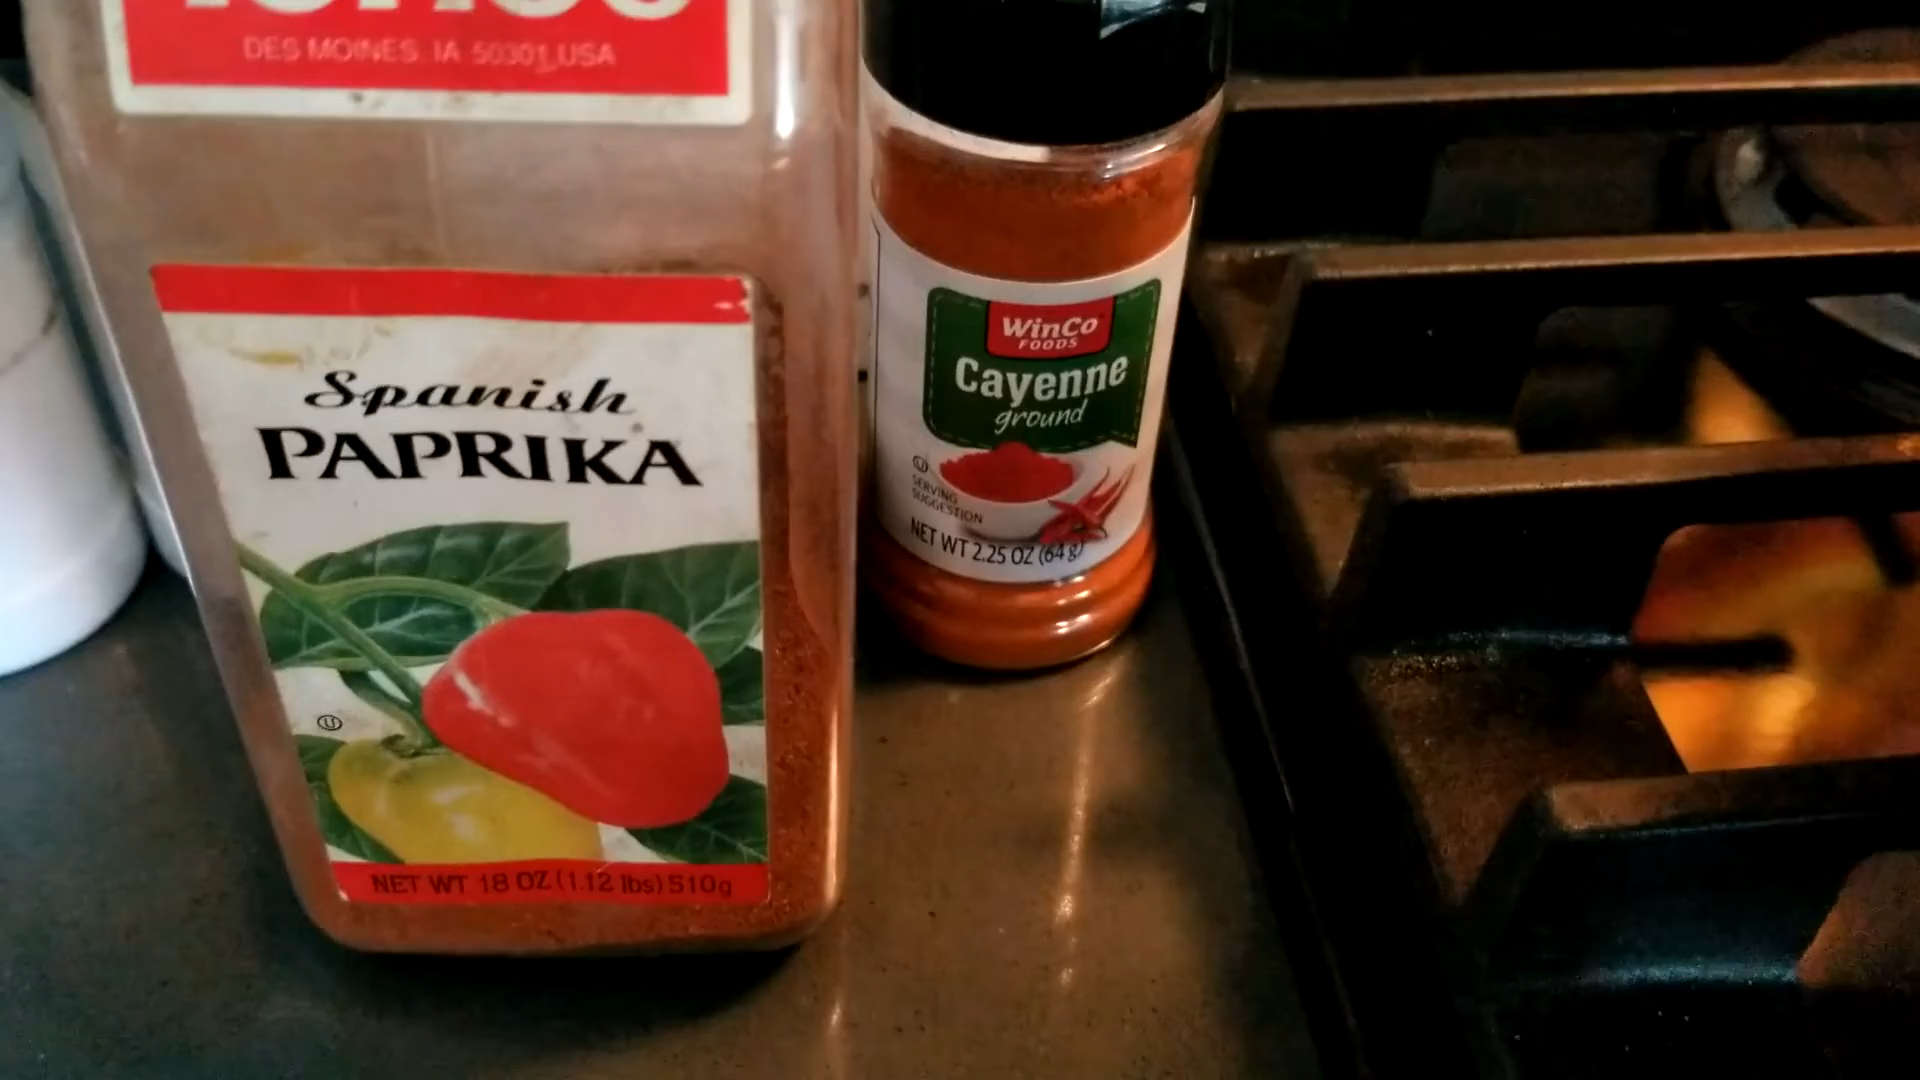 DES MOINES, IA 50301, USA
Spanish
PAPRIKA
U
NET WT 18 OZ (1.12 lbs) 510g
WinCo
FOODS
Cayenne
ground
U
SERVING
SUGGESTION
NET WT 2.25 OZ (64 g)